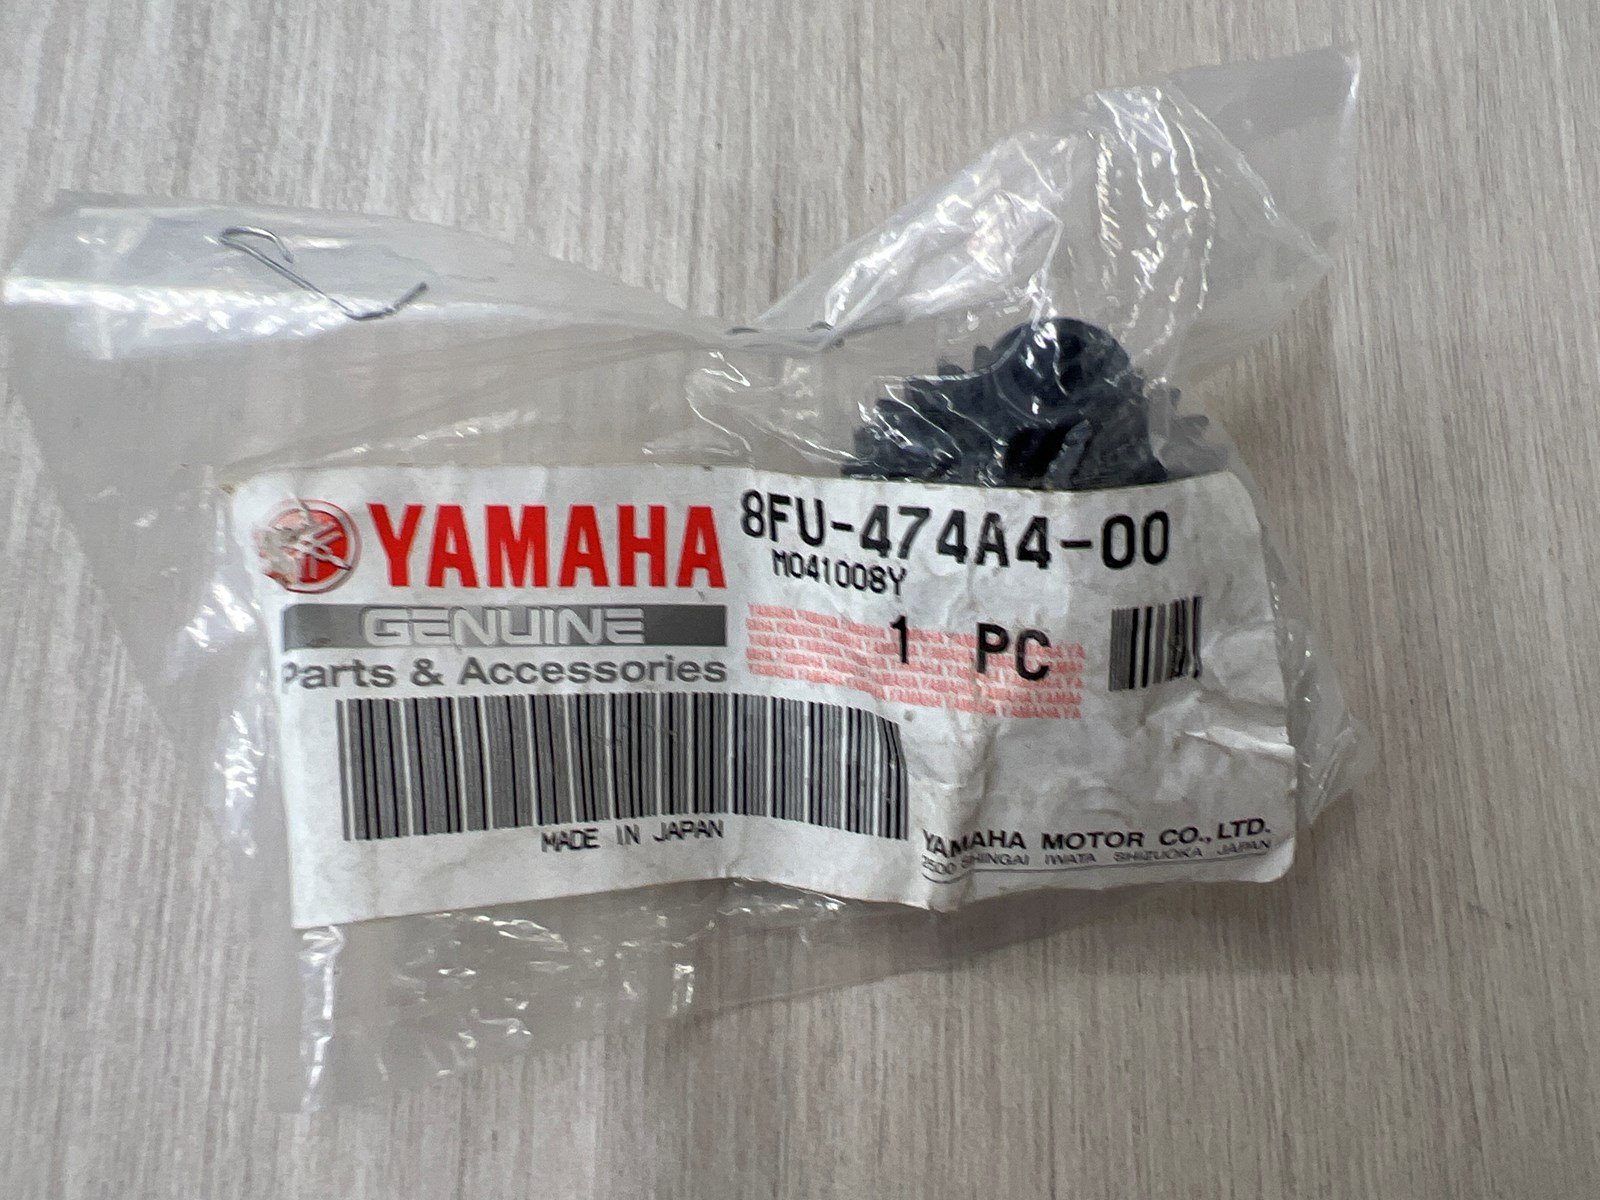 YAMAHA
GENUINE
Parts & Accessories
8FU-474A4-00
M041008Y
1 PC
MADE IN JAPAN
YAMAHA MOTOR CO., LTD.
2500 SHINGAI IWATA SHIZUOKA JAPAN